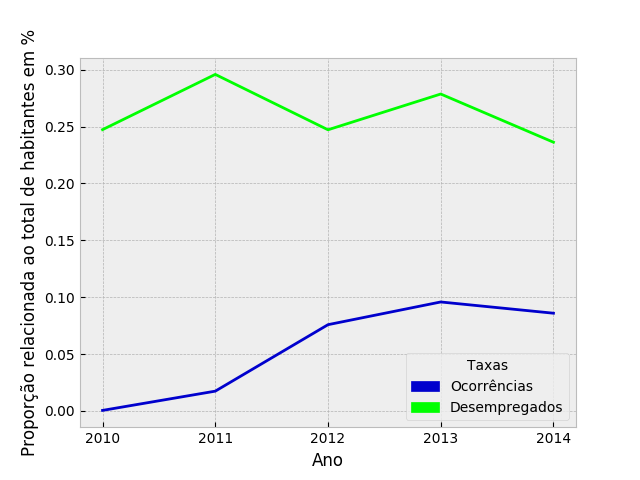 Proporção relacionada ao total de habitantes em %
0.30
0.25
0.20
0.15
0.10
0.05
0.00
Taxas
Ocorrências
Desempregados
2010 2011 2012 2013 2014
Ano